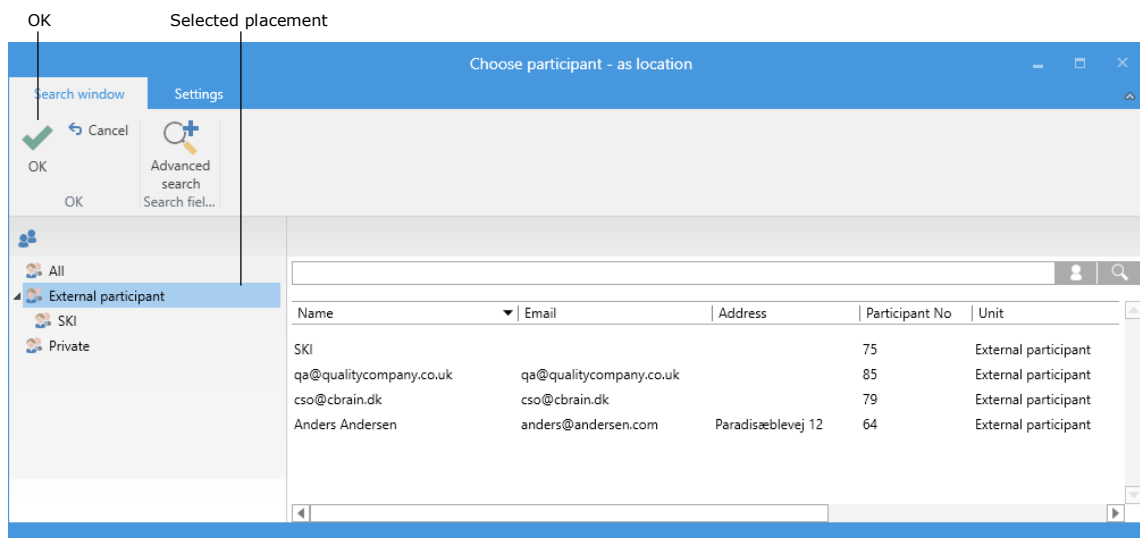 OK Selected placement
Choose participant - as location
Search window Settings
Cancel
OK Advanced
search
OK Search fiel...
All
External participant
SKI
Private
Name Email Address Participant No Unit
SKI 75 External participant
qa@qualitycompany.co.uk qa@qualitycompany.co.uk 85 External participant
cso@cbrain.dk cso@cbrain.dk 79 External participant
Anders Andersen anders@andersen.com Paradisæblevej 12 64 External participant